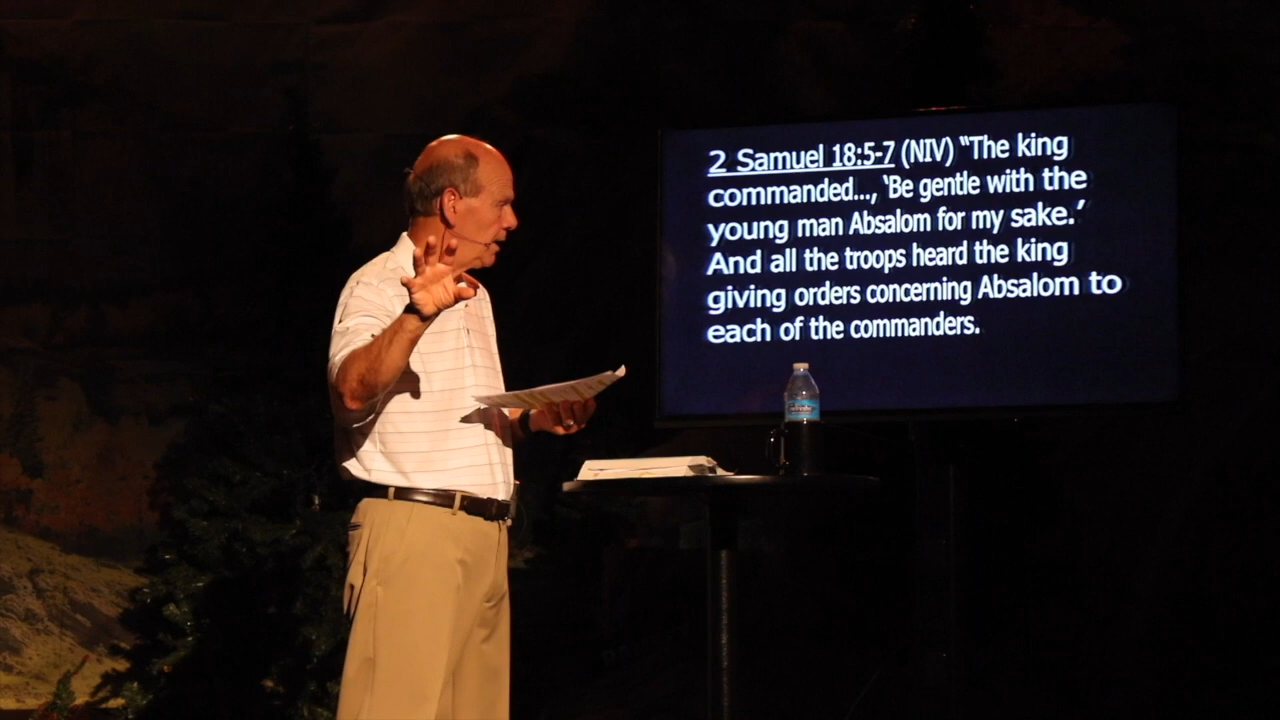 2 Samuel 18:5-7 (NIV) “The king
commanded..., ‘Be gentle with the
young man Absalom for my sake.’
And all the troops heard the king
giving orders concerning Absalom to
each of the commanders.